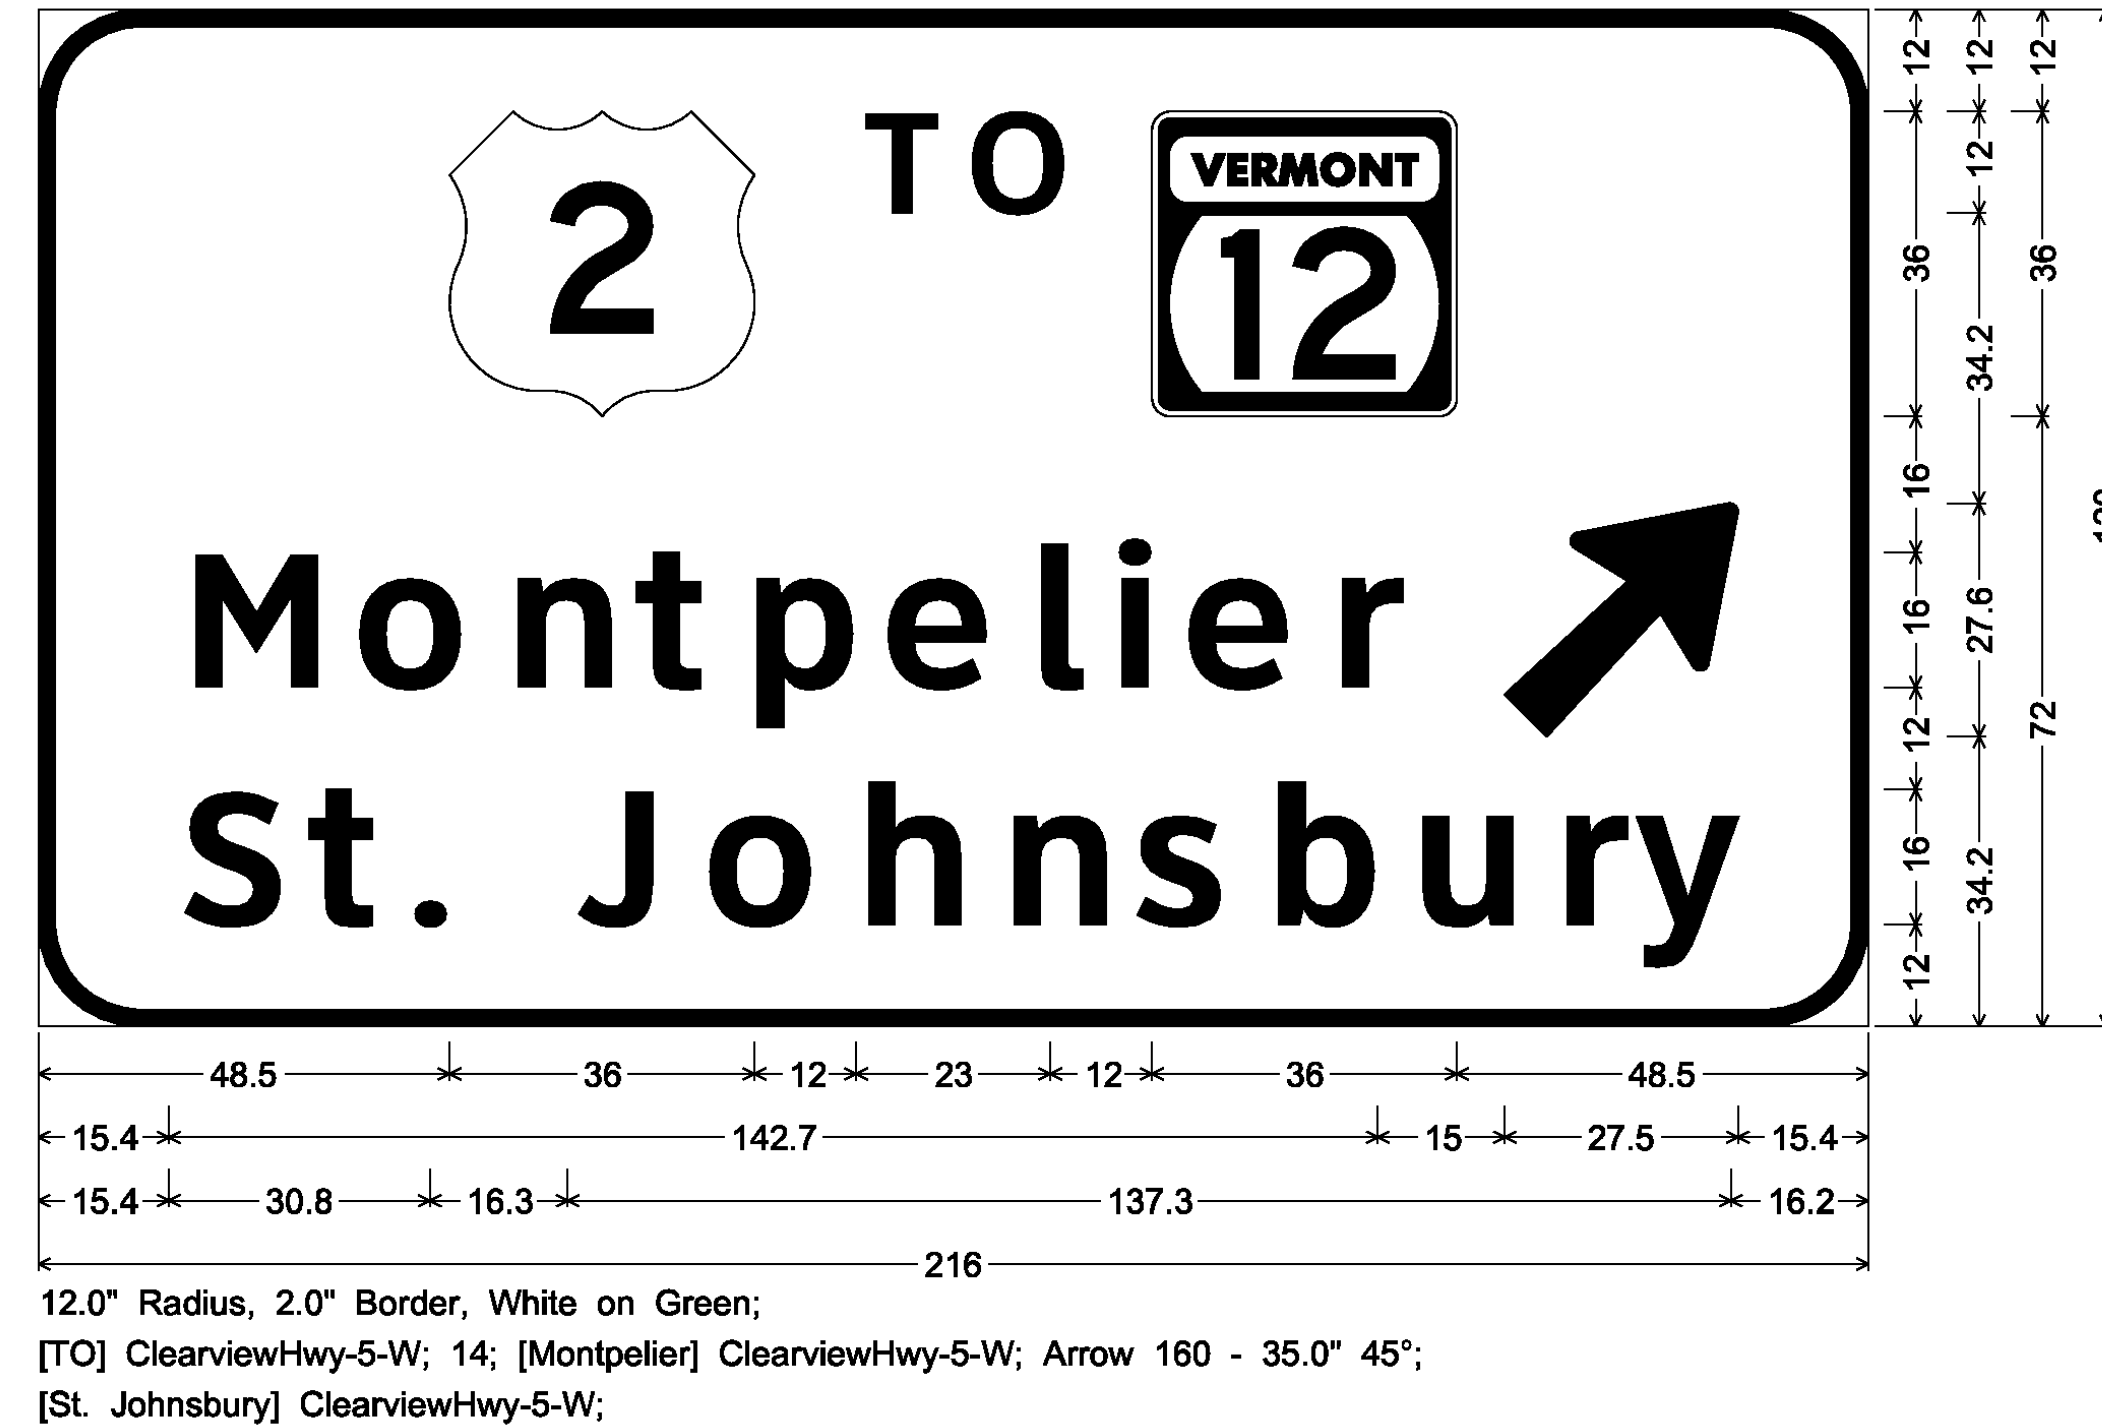 2 TO VERMONT
12
Montpelier
St. Johnsbury
12 12 12
12
36 36
34.2
16
16 27.6
12 72
16 34.2
12
48.5 36 12 23 12 36 48.5
15.4 142.7 15 27.5 15.4
15.4 30.8 16.3 137.3 16.2
216
12.0" Radius, 2.0" Border, White on Green;
[TO] ClearviewHwy-5-W; 14; [Montpelier] ClearviewHwy-5-W; Arrow 160 - 35.0" 45°;
[St. Johnsbury] ClearviewHwy-5-W;